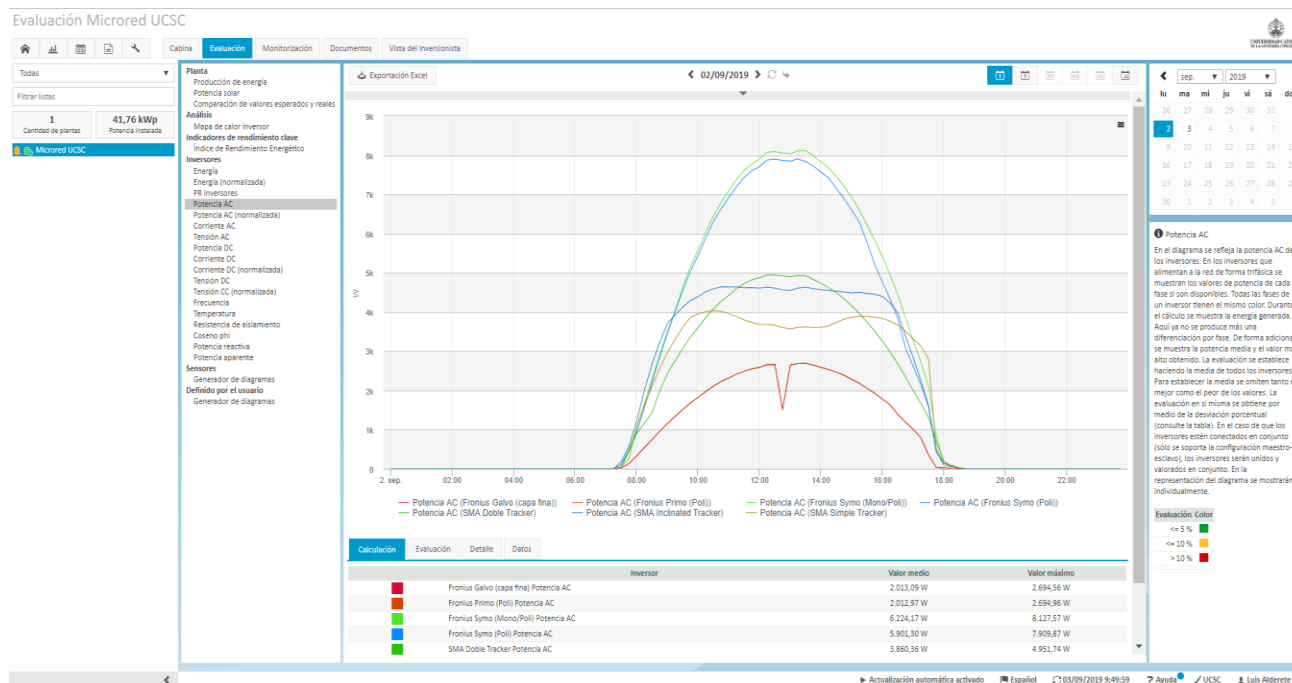 Evaluación Microred UCSC
Cabina Evaluación Monitorización Documentos Vista del inversionista
Todas
Filtrar listas
1 41,76 kWp
Cantidad de plantas Potencia instalada
Microred UCSC
Planta
Producción de energía
Potencia solar
Comparación de valores esperados y reales
Análisis
Mapa de calor inversor
Indicadores de rendimiento clave
Índice de Rendimiento Energético
Inversores
Energía
Energía (normalizada)
PR inversores
Potencia AC
Potencia AC (normalizada)
Corriente AC
Tensión AC
Potencia DC
Corriente DC
Corriente DC (normalizada)
Tensión DC
Tensión CC (normalizada)
Frecuencia
Temperatura
Resistencia de aislamiento
Coseno phi
Potencia reactiva
Potencia aparente
Sensores
Generador de diagramas
Definido por el usuario
Generador de diagramas
Exportación Excel
02/09/2019
9k
8k
7k
6k
5k
4k
3k
2k
1k
0
2. sep. 02:00 04:00 06:00 08:00 10:00 12:00 14:00 16:00 18:00 20:00 22:00
Potencia AC (Fronius Galvo (capa fina)) Potencia AC (Fronius Primo (Poli)) Potencia AC (Fronius Symo (Mono/Poli)) Potencia AC (Fronius Symo (Poli))
Potencia AC (SMA Doble Tracker) Potencia AC (SMA Inclinated Tracker) Potencia AC (SMA Simple Tracker)
Calculación Evaluación Detalle Datos
Inversor Valor medio Valor máximo
Fronius Galvo (capa fina) Potencia AC 2.013,09 W 2.694,56 W
Fronius Primo (Poli) Potencia AC 2.012,97 W 2.694,96 W
Fronius Symo (Mono/Poli) Potencia AC 6.224,17 W 8.127,57 W
Fronius Symo (Poli) Potencia AC 5.901,30 W 7.909,87 W
SMA Doble Tracker Potencia AC 3.860,36 W 4.951,74 W
sep. 2019
lu ma mi ju vi sá do
26 27 28 29 30 31
2 3 4 5 6 7
9 10 11 12 13 14
16 17 18 19 20 21
23 24 25 26 27 28
30 1 2 3 4 5
Potencia AC
En el diagrama se refleja la potencia AC de
los inversores. En los inversores que
alimentan a la red de forma trifásica se
muestran los valores de potencia de cada
fase si son disponibles. Todas las fases de
un inversor tienen el mismo color. Durante
el cálculo se muestra la energía generada.
Aquí ya no se produce más una
diferenciación por fase. De forma adiciona
se muestra la potencia media y el valor má
alto obtenido. La evaluación se establece
haciendo la media de todos los inversores
Para establecer la media se omiten tanto e
mejor como el peor de los valores. La
evaluación en si misma se obtiene por
medio de la desviación porcentual
(consulte la tabla). En el caso de que los
inversores estén conectados en conjunto
(sólo se soporta la configuración maestro-
esclavo), los inversores serán unidos y
valorados en conjunto. En la
representación del diagrama se mostrarán
individualmente.
Evaluación Color
<= 5 %
<= 10 %
> 10 %
Actualización automática activado Español 03/09/2019 9:49:59 Ayuda UCSC Luis Alderete